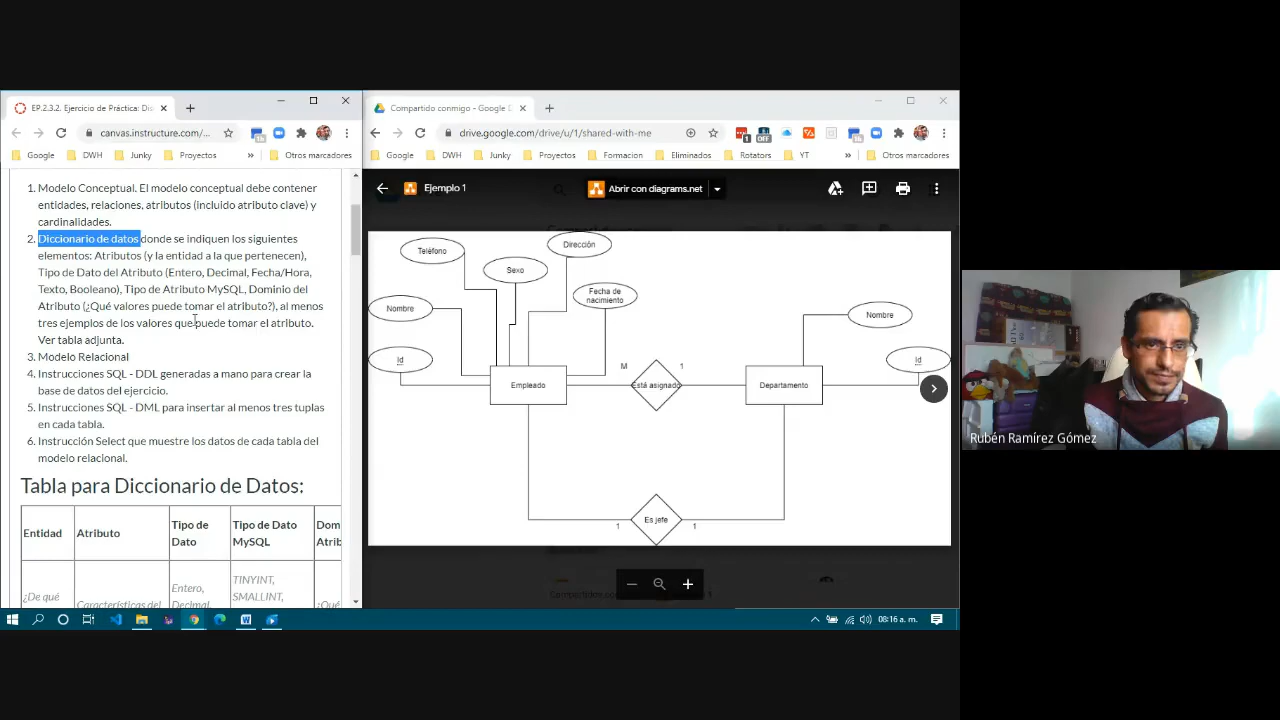 EP.2.3.2. Ejercicio de Práctica: Dis
canvas.instructure.com/...
Google
DWH
Junky
Proyectos
»
Otros marcadores
1. Modelo Conceptual. El modelo conceptual debe contener
entidades, relaciones, atributos (incluido atributo clave) y
cardinalidades.
2. Diccionario de datos donde se indiquen los siguientes
elementos: Atributos (y la entidad a la que pertenecen),
Tipo de Dato del Atributo (Entero, Decimal, Fecha/Hora,
Texto, Booleano), Tipo de Atributo MySQL, Dominio del
Atributo (¿Qué valores puede tomar el atributo?), al menos
tres ejemplos de los valores que puede tomar el atributo.
Ver tabla adjunta.
3. Modelo Relacional
4. Instrucciones SQL - DDL generadas a mano para crear la
base de datos del ejercicio.
5. Instrucciones SQL - DML para insertar al menos tres tuplas
en cada tabla.
6. Instrucción Select que muestre los datos de cada tabla del
modelo relacional.
Tabla para Diccionario de Datos:
Entidad
Atributo
Tipo de
Dato
Tipo de Dato
MySQL
Dom
Atrib
¿De qué
Características del
Entero,
Decimal,
TINYINT,
SMALLINT,
¿Qué
Compartido conmigo - Google D
drive.google.com/drive/u/1/shared-with-me
Google
DWH
Junky
Proyectos
Formacion
Eliminados
Rotators
YT
»
Otros marcadores
Ejemplo 1
Abrir con diagrams.net
Teléfono
Dirección
Sexo
Fecha de
nacimiento
Nombre
Id
Empleado
M
Está asignado
1
Departamento
Nombre
Id
1
Es jefe
1
08:16 a. m.
Rubén Ramírez Gómez